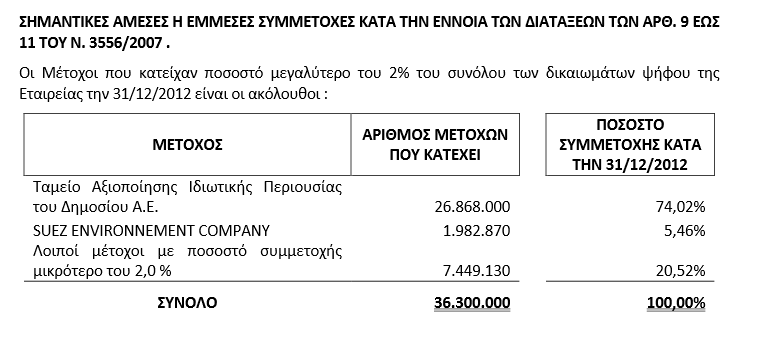 ΣΗΜΑΝΤΙΚΕΣ ΑΜΕΣΕΣ Η ΕΜΜΕΣΕΣ ΣΥΜΜΕΤΟΧΕΣ ΚΑΤΑ ΤΗΝ ΕΝΝΟΙΑ ΤΩΝ ΔΙΑΤΑΞΕΩΝ ΤΩΝ ΑΡΘ. 9 ΕΩΣ
11 ΤΟΥ Ν. 3556/2007 .
Οι Μέτοχοι που κατείχαν ποσοστό μεγαλύτερο του 2% του συνόλου των δικαιωμάτων ψήφου της
Εταιρείας την 31/12/2012 είναι οι ακόλουθοι :
ΜΕΤΟΧΟΣ
ΑΡΙΘΜΟΣ ΜΕΤΟΧΩΝ
ΠΟΥ ΚΑΤΕΧΕΙ
ΠΟΣΟΣΤΟ
ΣΥΜΜΕΤΟΧΗΣ ΚΑΤΑ
ΤΗΝ 31/12/2012
Ταμείο Αξιοποίησης Ιδιωτικής Περιουσίας
του Δημοσίου Α.Ε. 26.868.000 74,02%
SUEZ ENVIRONNEMENT COMPANY 1.982.870 5,46%
Λοιποί μέτοχοι με ποσοστό συμμετοχής
μικρότερο του 2,0 % 7.449.130 20,52%
ΣΥΝΟΛΟ 36.300.000 100,00%